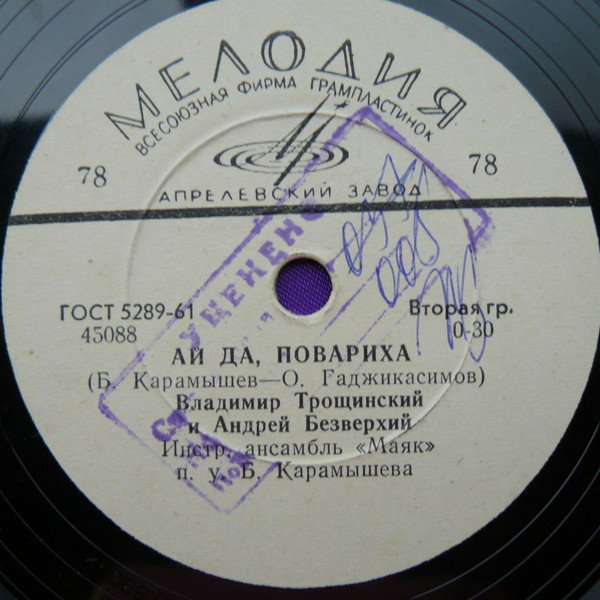 МЕЛОДИЯ
ВСЕСОЮЗНАЯ ФИРМА ГРАМПЛАСТИНОК
78 78
АПРЕЛЕВСКИЙ ЗАВОД
УЦЕНЕНО
ГОСТ 5289-61 Вторая гр.
45088 0-30
АЙ ДА, ПОВАРИХА
(Б. Карамышев—О. Гаджикасимов)
Владимир Трощинский
и Андрей Безверхий
Инстр. ансамбль «Маяк»
п. у. Б. Карамышева